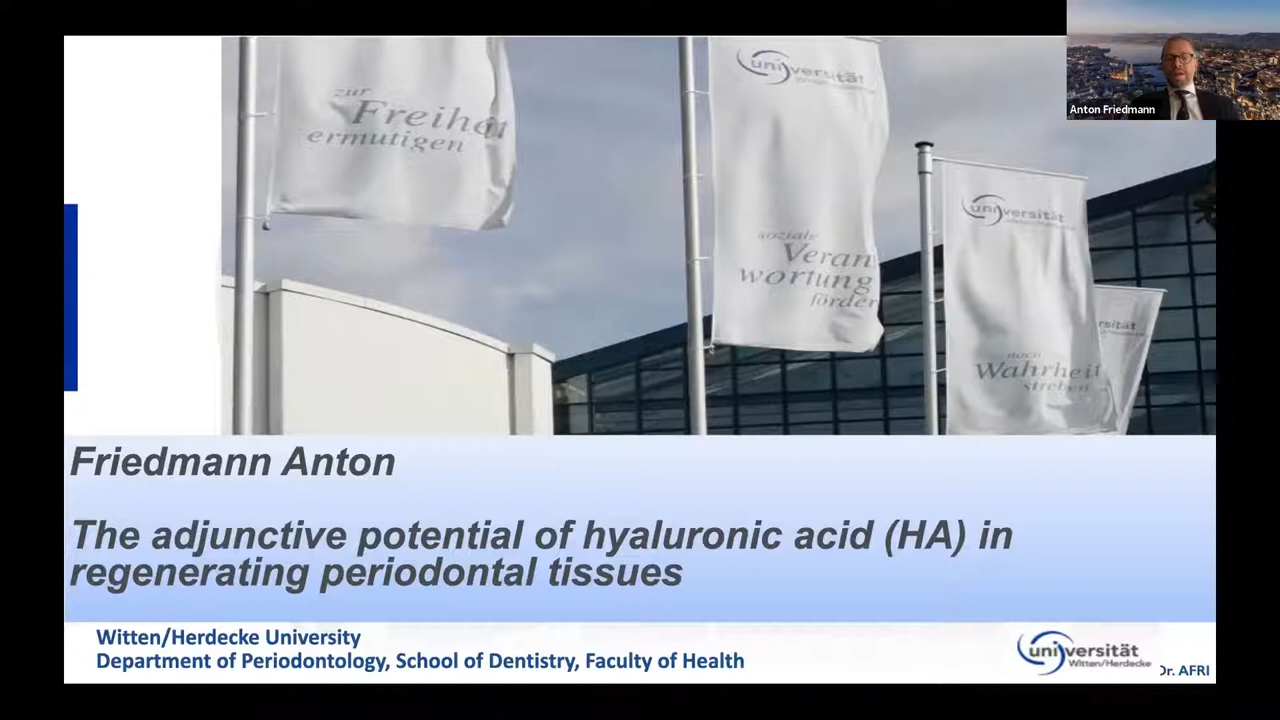 zur
Freiheit
ermutigen
universität
soziale
Veran
wortung
förder
universität
nach
Wahrheit
streben
rsität
Anton Friedmann
Friedmann Anton
The adjunctive potential of hyaluronic acid (HA) in
regenerating periodontal tissues
Witten/Herdecke University
Department of Periodontology, School of Dentistry, Faculty of Health
universität
Witten/Herdecke
Dr. AFRI